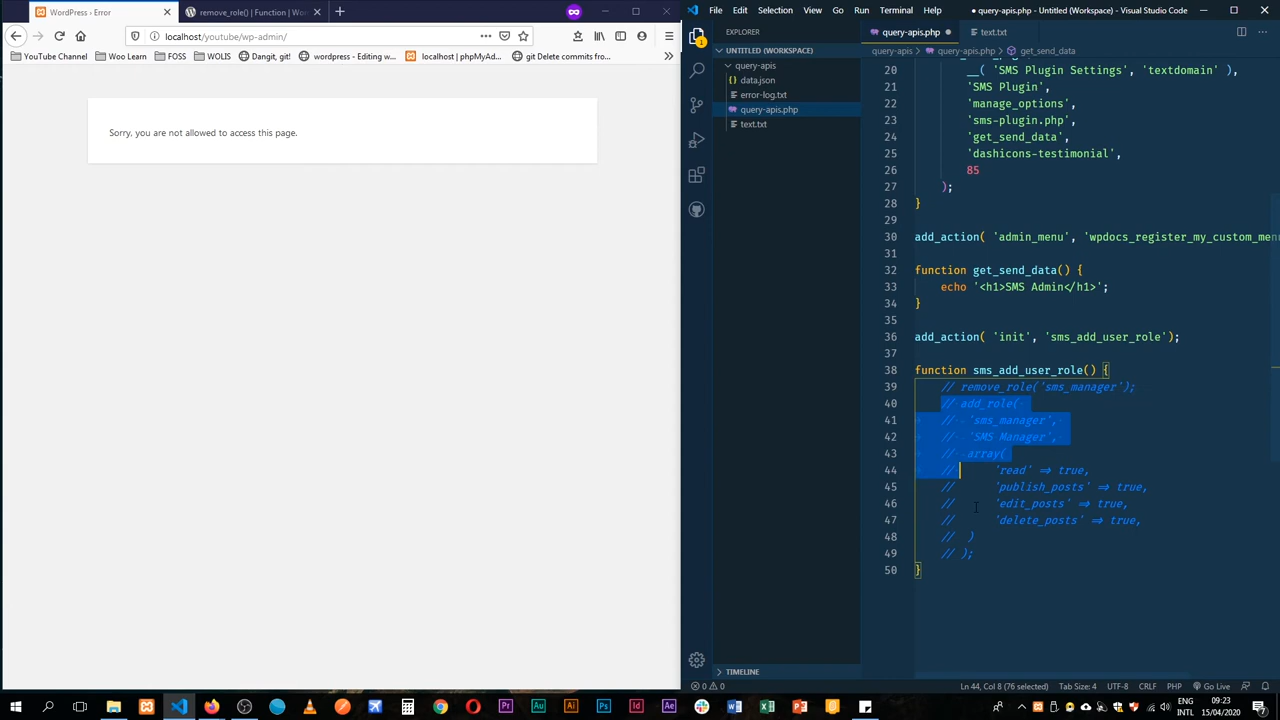 WordPress › Error
remove_role() | Function | Wor
localhost/youtube/wp-admin/
YouTube Channel
Woo Learn
FOSS
WOLIS
Dangit, git!
wordpress - Editing w...
localhost | phpMyAd...
git Delete commits fro...
Sorry, you are not allowed to access this page.
File
Edit
Selection
View
Go
Run
Terminal
Help
query-apis.php - Untitled (Workspace) - Visual Studio Code
1
EXPLORER
UNTITLED (WORKSPACE)
query-apis
data.json
error-log.txt
query-apis.php
text.txt
TIMELINE
query-apis.php
text.txt
query-apis > query-apis.php > get_send_data
20 __( 'SMS Plugin Settings', 'textdomain' ),
21 'SMS Plugin',
22 'manage_options',
23 'sms-plugin.php',
24 'get_send_data',
25 'dashicons-testimonial',
26 85
27 );
28 }
29
30 add_action( 'admin_menu', 'wpdocs_register_my_custom_men
31
32 function get_send_data() {
33 echo '<h1>SMS Admin</h1>';
34 }
35
36 add_action( 'init', 'sms_add_user_role');
37
38 function sms_add_user_role() {
39 // remove_role('sms_manager');
40 // add_role(
41 // 'sms_manager',
42 // 'SMS Manager',
43 // array(
44 // 'read' => true,
45 // 'publish_posts' => true,
46 // 'edit_posts' => true,
47 // 'delete_posts' => true,
48 // )
49 // );
50 }
0 0
Ln 44, Col 8 (76 selected)
Tab Size: 4
UTF-8
CRLF
PHP
Go Live
ENG
INTL
09:23
15/04/2020